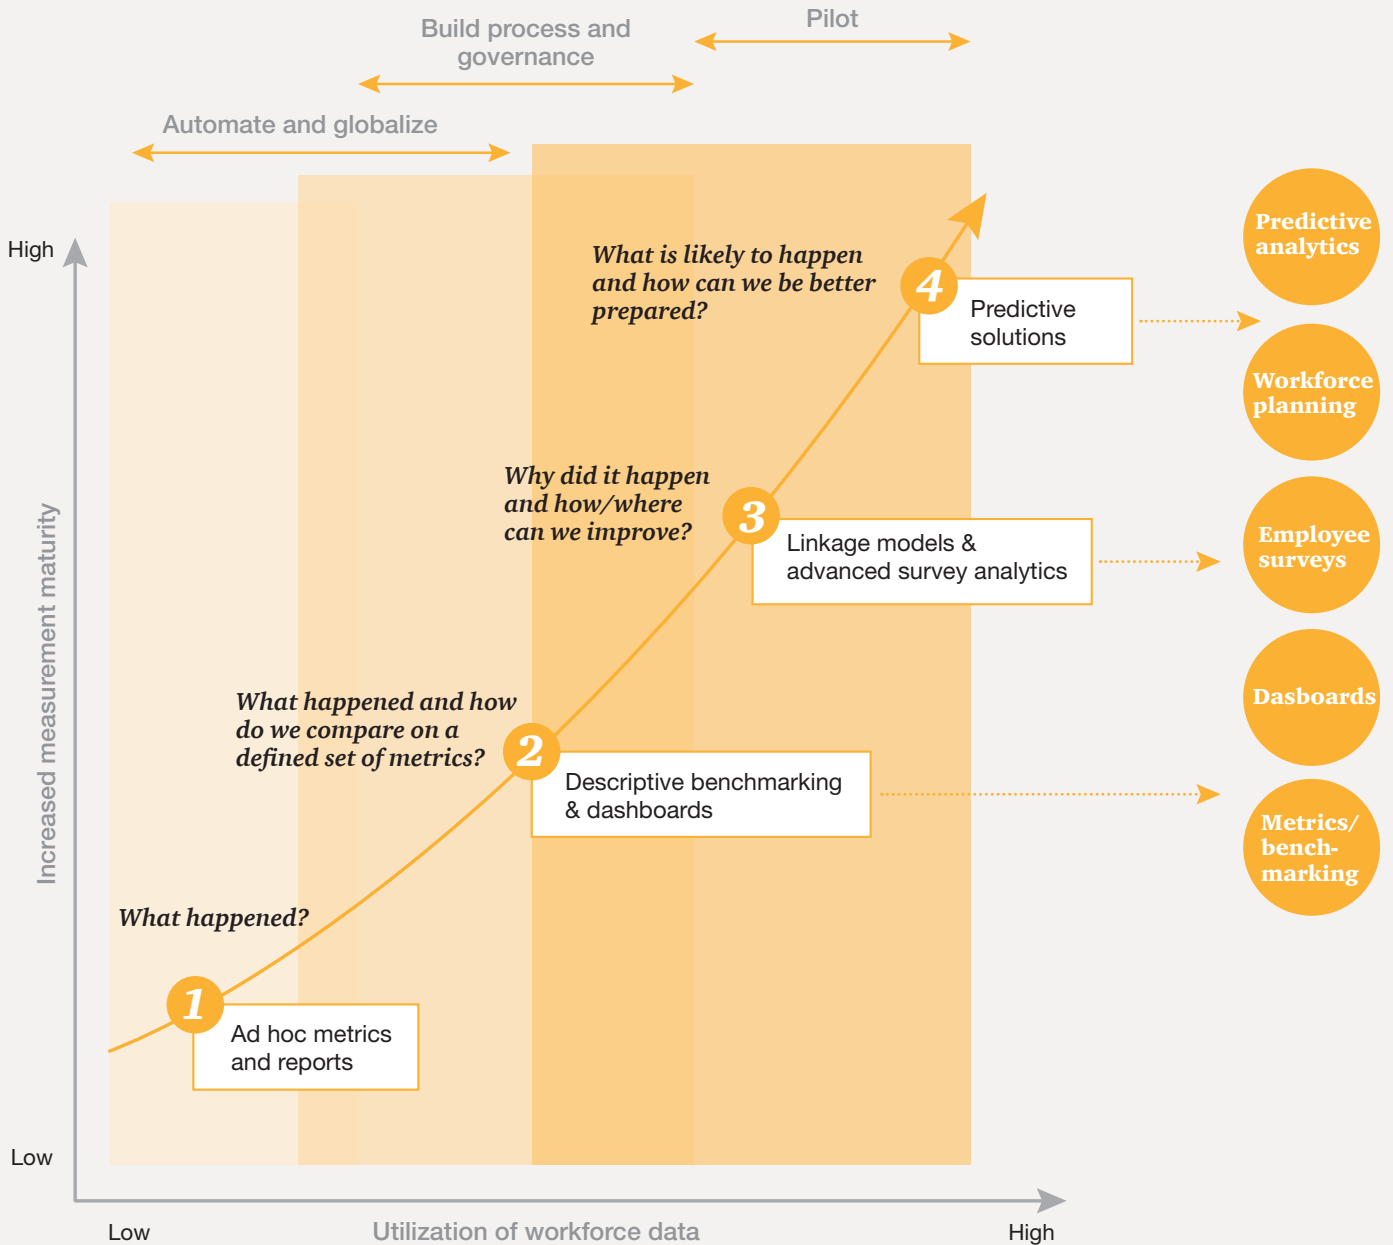 Pilot
Build process and
governance
Automate and globalize
High
Increased measurement maturity
Low
What is likely to happen
and how can we be better
prepared?
4
Predictive
solutions
Why did it happen
and how/where
can we improve?
3
Linkage models &
advanced survey analytics
What happened and how
do we compare on a
defined set of metrics?
2
Descriptive benchmarking
& dashboards
What happened?
1
Ad hoc metrics
and reports
Predictive
analytics
Workforce
planning
Employee
surveys
Dasboards
Metrics/
bench-
marking
Low
Utilization of workforce data
High